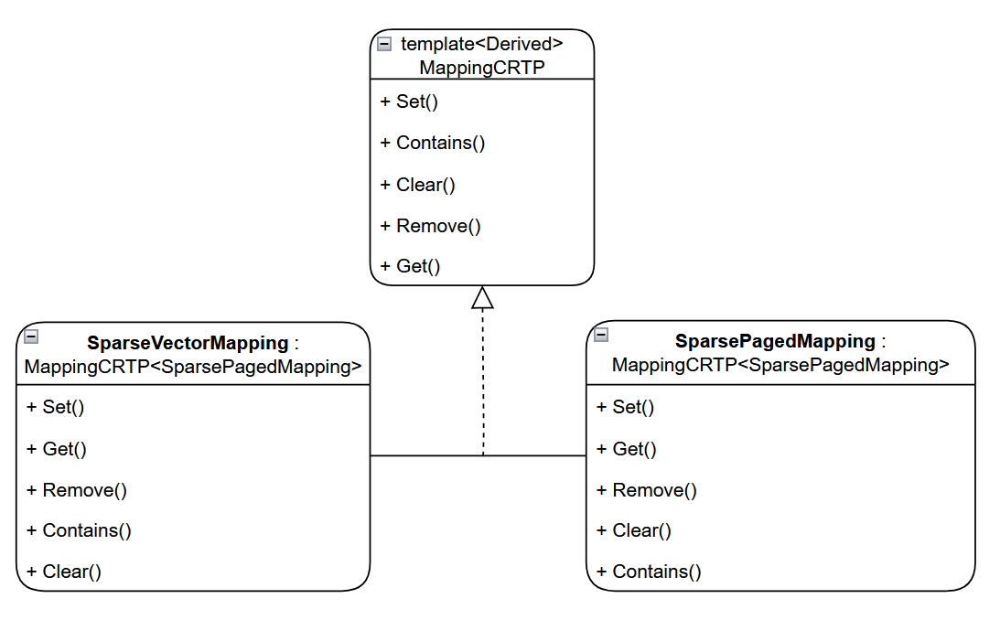 template<Derived>
MappingCRTP
+ Set()
+ Contains()
+ Clear()
+ Remove()
+ Get()
SparseVectorMapping :
MappingCRTP<SparsePagedMapping>
+ Set()
+ Get()
+ Remove()
+ Contains()
+ Clear()
SparsePagedMapping :
MappingCRTP<SparsePagedMapping>
+ Set()
+ Get()
+ Remove()
+ Clear()
+ Contains()